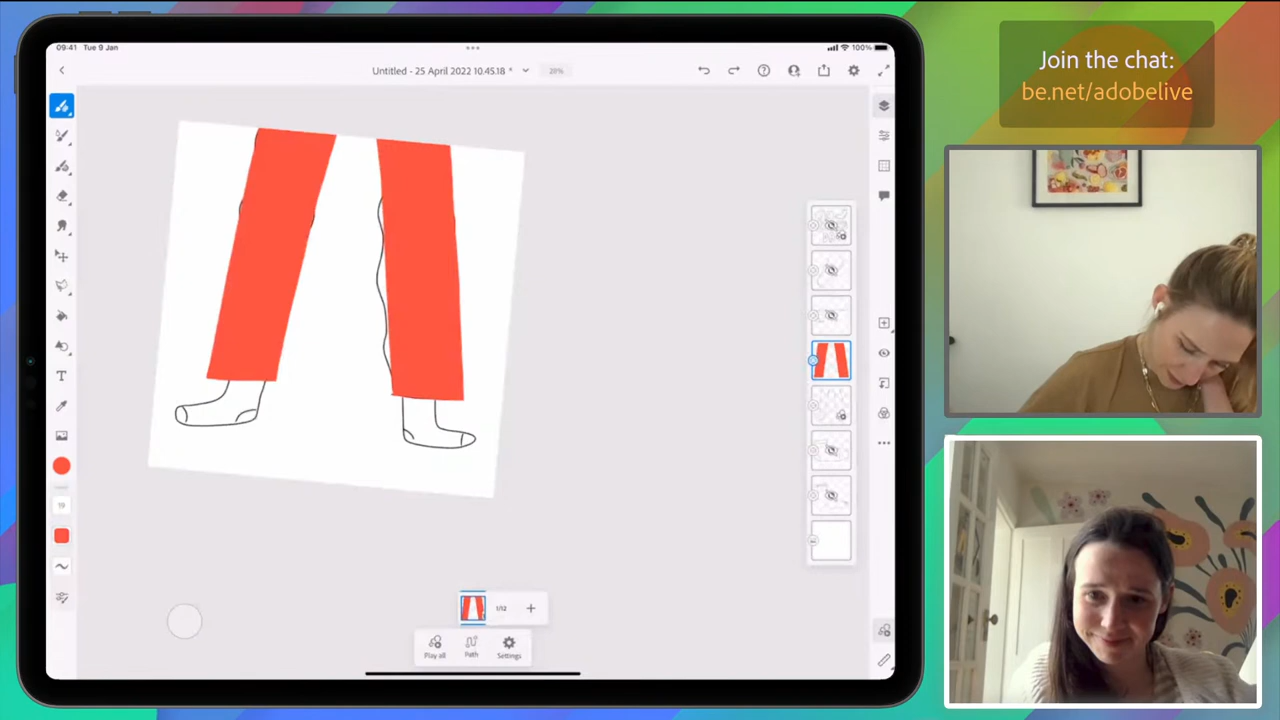 09:41 Tue 9 Jan
100%
Untitled - 25 April 2022 10.45.18 *
20%
Join the chat:
be.net/adobelive
T
19
1/12
Play all
Path
Settings